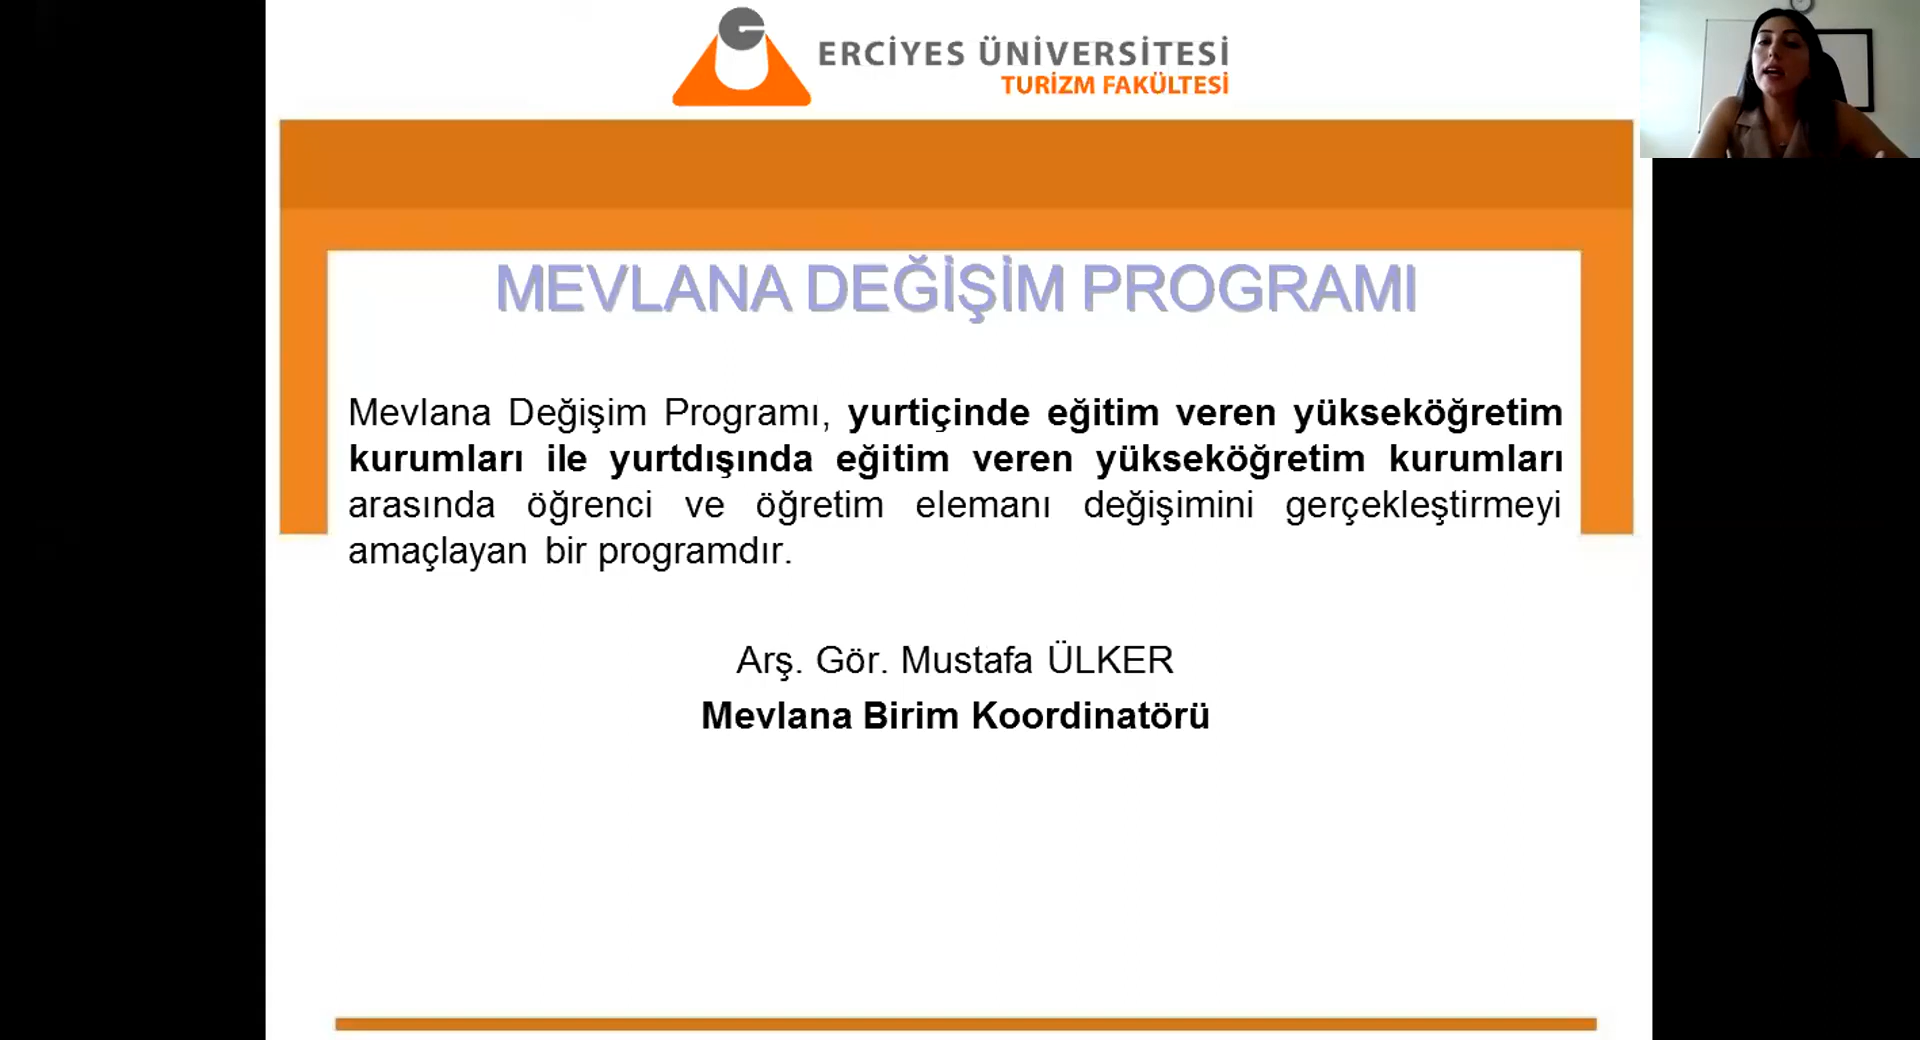 ERCİYES ÜNİVERSİTESİ
TURİZM FAKÜLTESİ
MEVLANA DEĞİŞİM PROGRAMI
Mevlana Değişim Programı, yurtiçinde eğitim veren yükseköğretim
kurumları ile yurtdışında eğitim veren yükseköğretim kurumları
arasında öğrenci ve öğretim elemanı değişimini gerçekleştirmeyi
amaçlayan bir programdır.
Arş. Gör. Mustafa ÜLKER
Mevlana Birim Koordinatörü